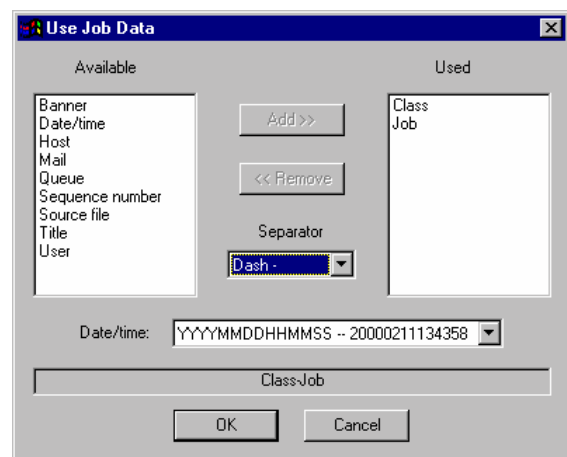 Use Job Data
Available
Used
Banner
Date/time
Host
Mail
Queue
Sequence number
Source file
Title
User
Add >>
<< Remove
Separator
Dash -
Class
Job
Date/time:
YYYYMMDDHHMMSS -- 20000211134358
Class-Job
OK
Cancel